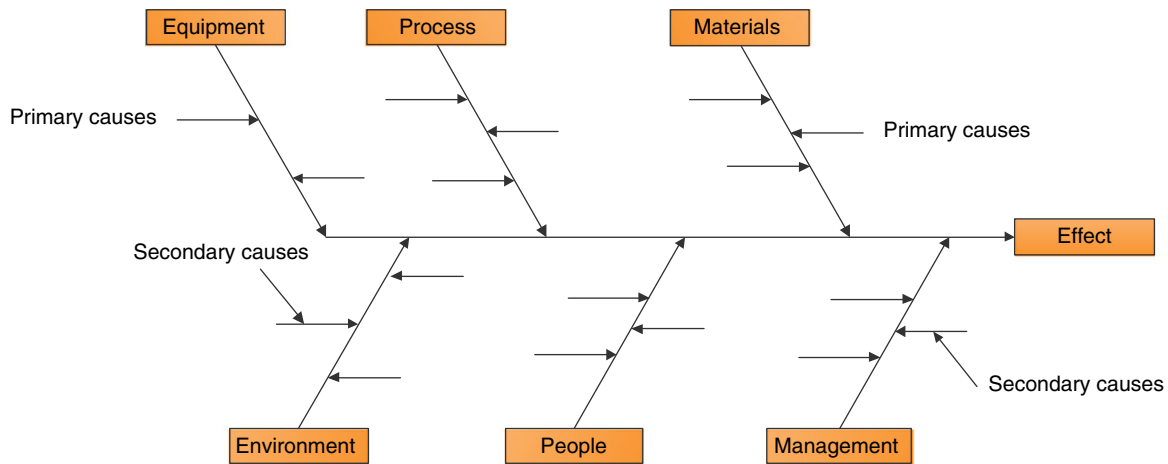 Equipment
Process
Materials
Primary causes
Primary causes
Effect
Secondary causes
Secondary causes
Environment
People
Management